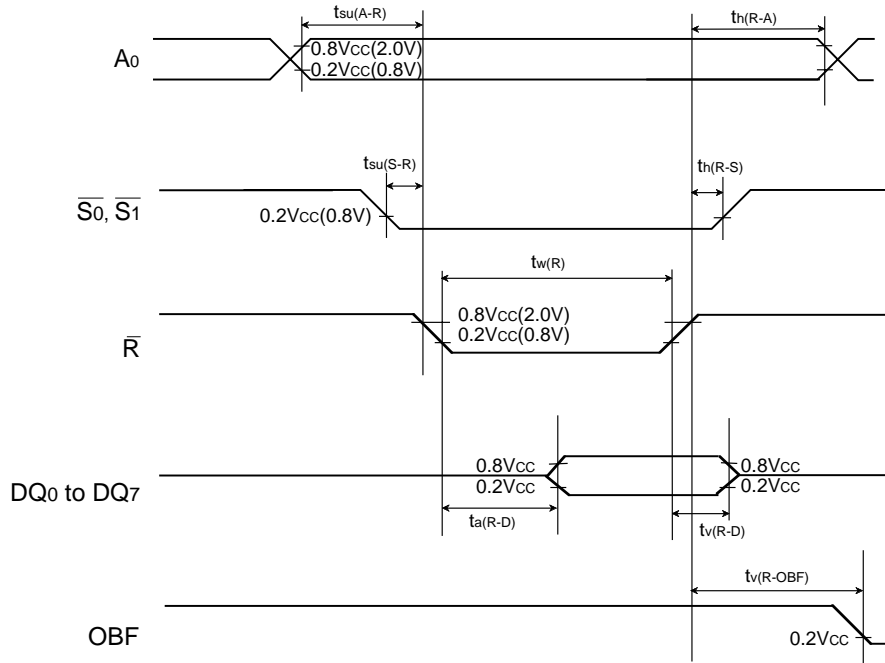 tsu(A-R)
th(R-A)
A0
0.8VCC(2.0V)
0.2VCC(0.8V)
tsu(S-R)
th(R-S)
S̅0̅, S̅1̅
0.2VCC(0.8V)
tw(R)
R̅
0.8VCC(2.0V)
0.2VCC(0.8V)
DQ0 to DQ7
0.8VCC
0.2VCC
0.8VCC
0.2VCC
ta(R-D)
tv(R-D)
tv(R-OBF)
OBF
0.2VCC